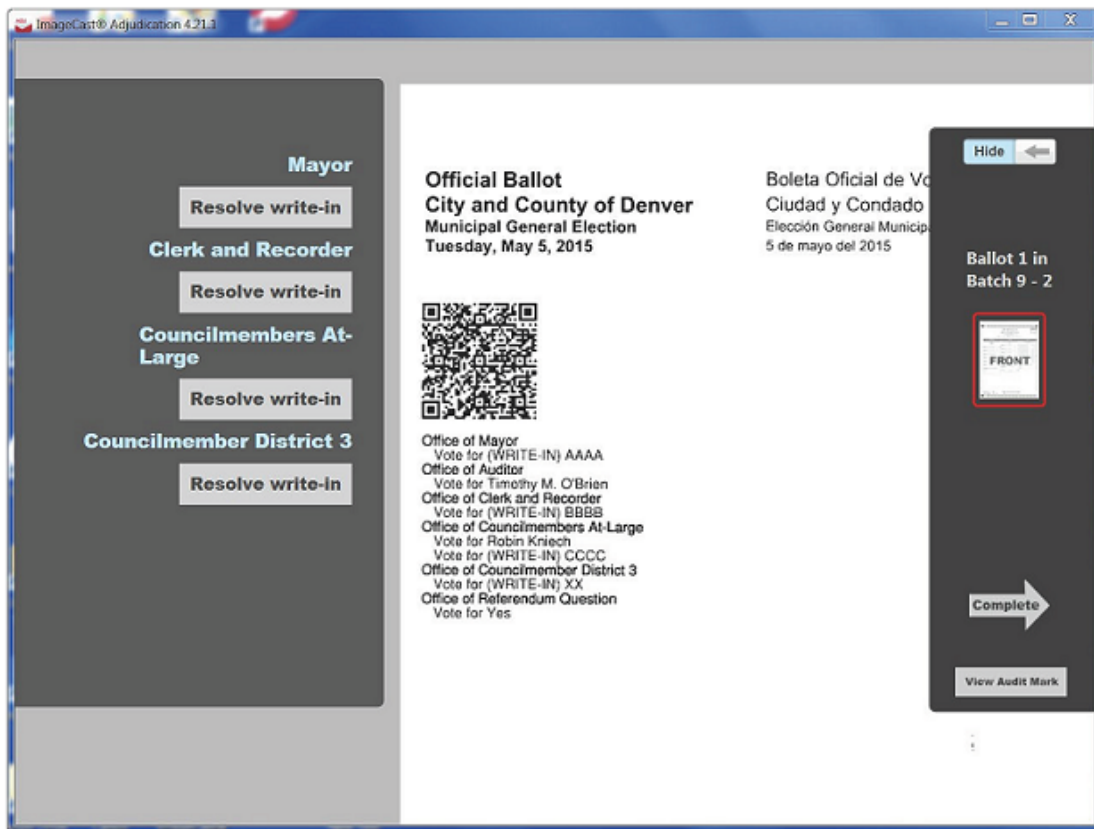 ImageCast® Adjudication 4.21.3
Mayor
Resolve write-in
Clerk and Recorder
Resolve write-in
Councilmembers At-
Large
Resolve write-in
Councilmember District 3
Resolve write-in
Official Ballot
City and County of Denver
Municipal General Election
Tuesday, May 5, 2015
Boleta Oficial de Vo
Ciudad y Condado
Elección General Municip
5 de mayo del 2015
Office of Mayor
Vote for (WRITE-IN) AAAA
Office of Auditor
Vote for Timothy M. O'Brien
Office of Clerk and Recorder
Vote for (WRITE-IN) BBBB
Office of Councilmembers At-Large
Vote for Robin Kniech
Vote for (WRITE-IN) CCCC
Office of Councilmember District 3
Vote for (WRITE-IN) XX
Office of Referendum Question
Vote for Yes
Hide
Ballot 1 in
Batch 9 - 2
FRONT
Complete
View Audit Mark